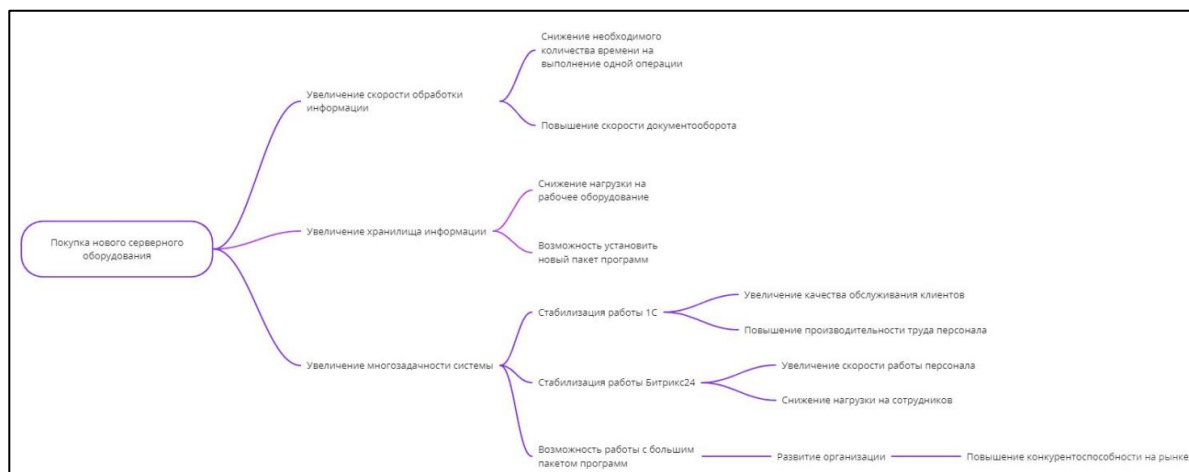 Покупка нового серверного
оборудования
Увеличение скорости обработки
информации
Снижение необходимого
количества времени на
выполнение одной операции
Повышение скорости документооборота
Увеличение хранилища информации
Снижение нагрузки на
рабочее оборудование
Возможность установить
новый пакет программ
Увеличение многозадачности системы
Стабилизация работы 1С
Увеличение качества обслуживания клиентов
Повышение производительности труда персонала
Стабилизация работы Битрикс24
Увеличение скорости работы персонала
Снижение нагрузки на сотрудников
Возможность работы с большим
пакетом программ
Развитие организации
Повышение конкурентоспособности на рынке